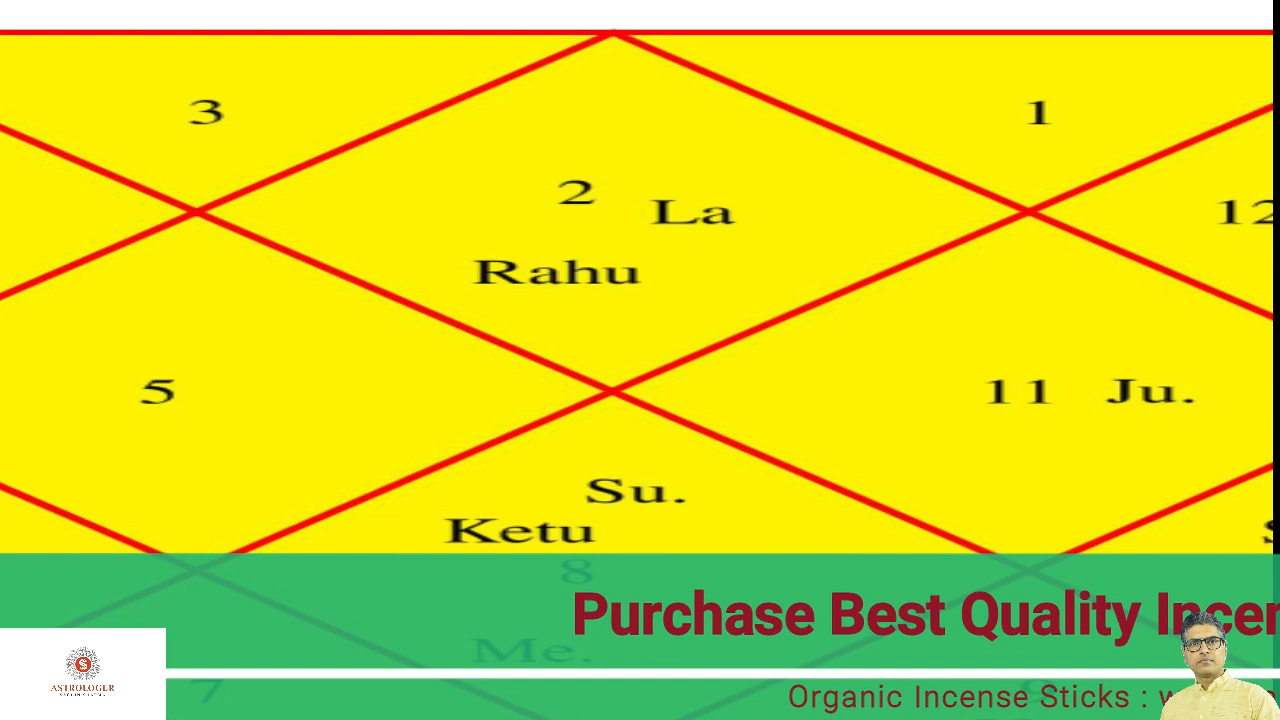 3
1
2 La
12
Rahu
5
11 Ju.
Su.
Ketu
8
Purchase Best Quality
Me.
7
Organic Incense Sticks :
ASTROLOGER